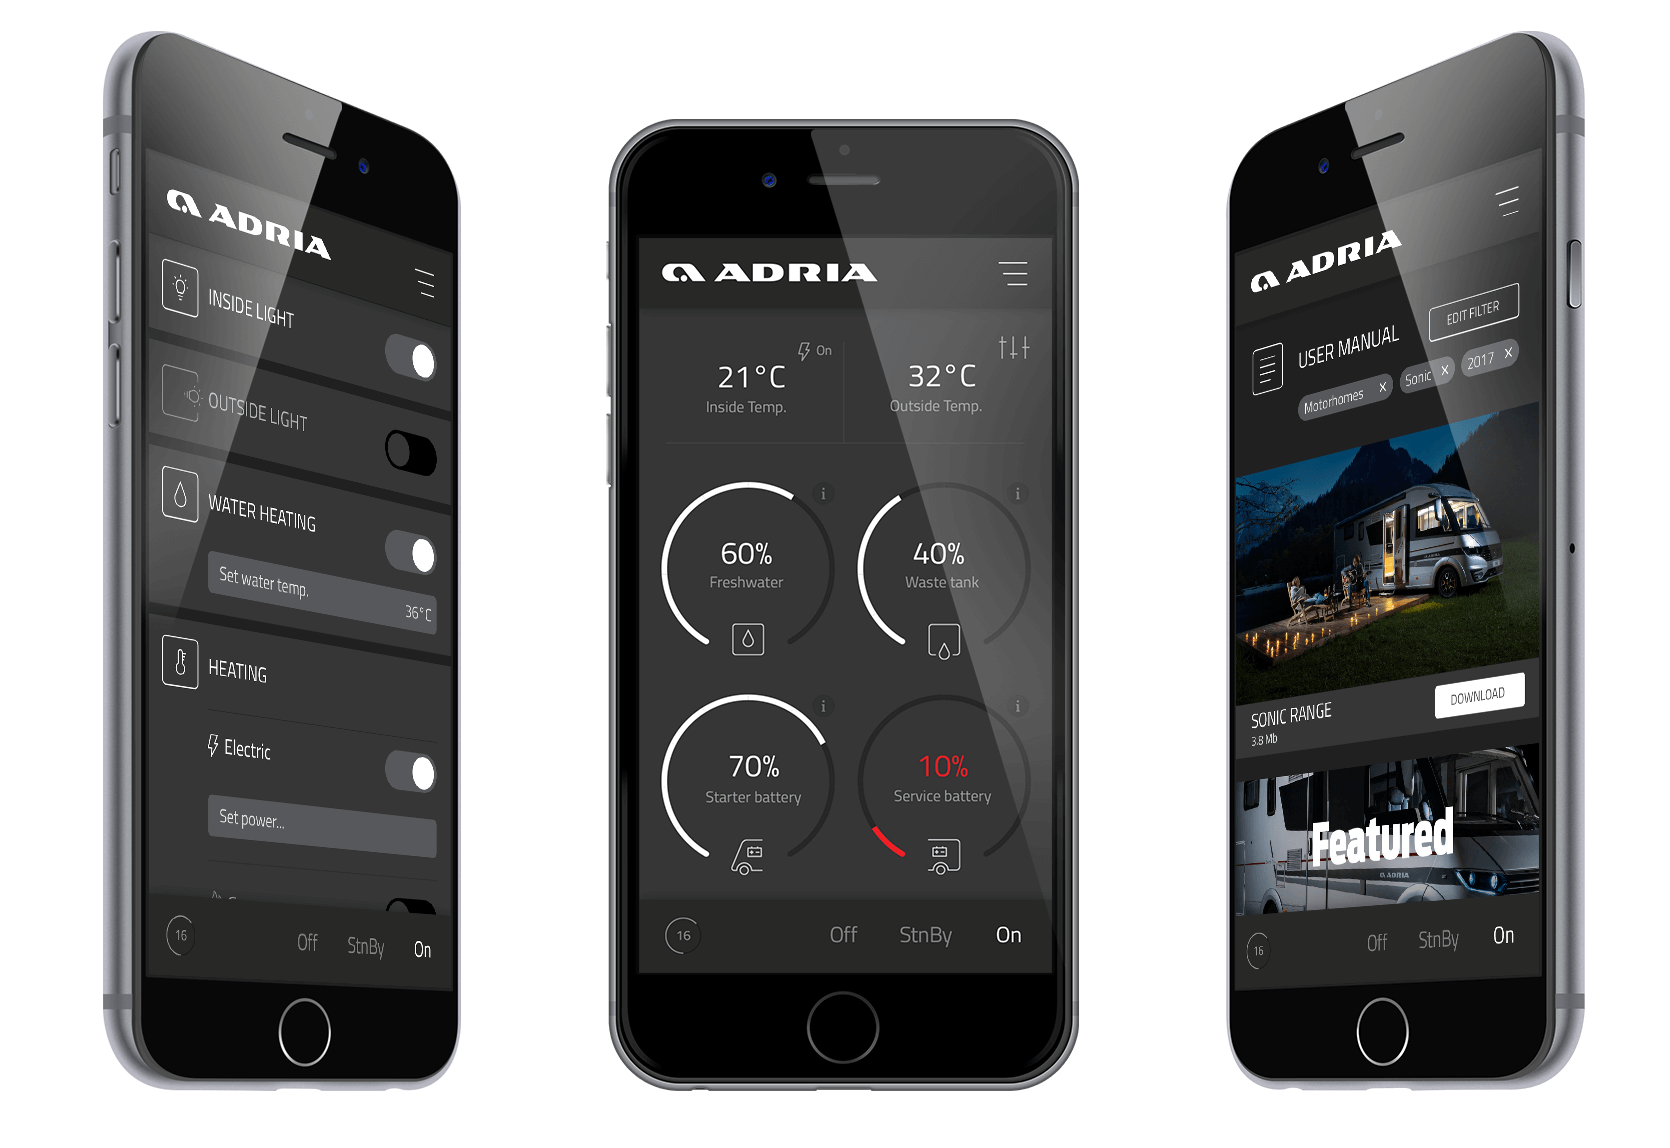 ADRIA
INSIDE LIGHT
OUTSIDE LIGHT
WATER HEATING
Set water temp.
36°C
HEATING
Electric
Set power...
16
Off StnBy On
ADRIA
On
21°C
Inside Temp.
32°C
Outside Temp.
i
60%
Freshwater
i
40%
Waste tank
i
70%
Starter battery
i
10%
Service battery
16
Off StnBy On
ADRIA
USER MANUAL
EDIT FILTER
Motorhomes × Sonic × 2017 ×
SONIC RANGE
3.8 Mb
DOWNLOAD
Featured
ADRIA
16
Off StnBy On